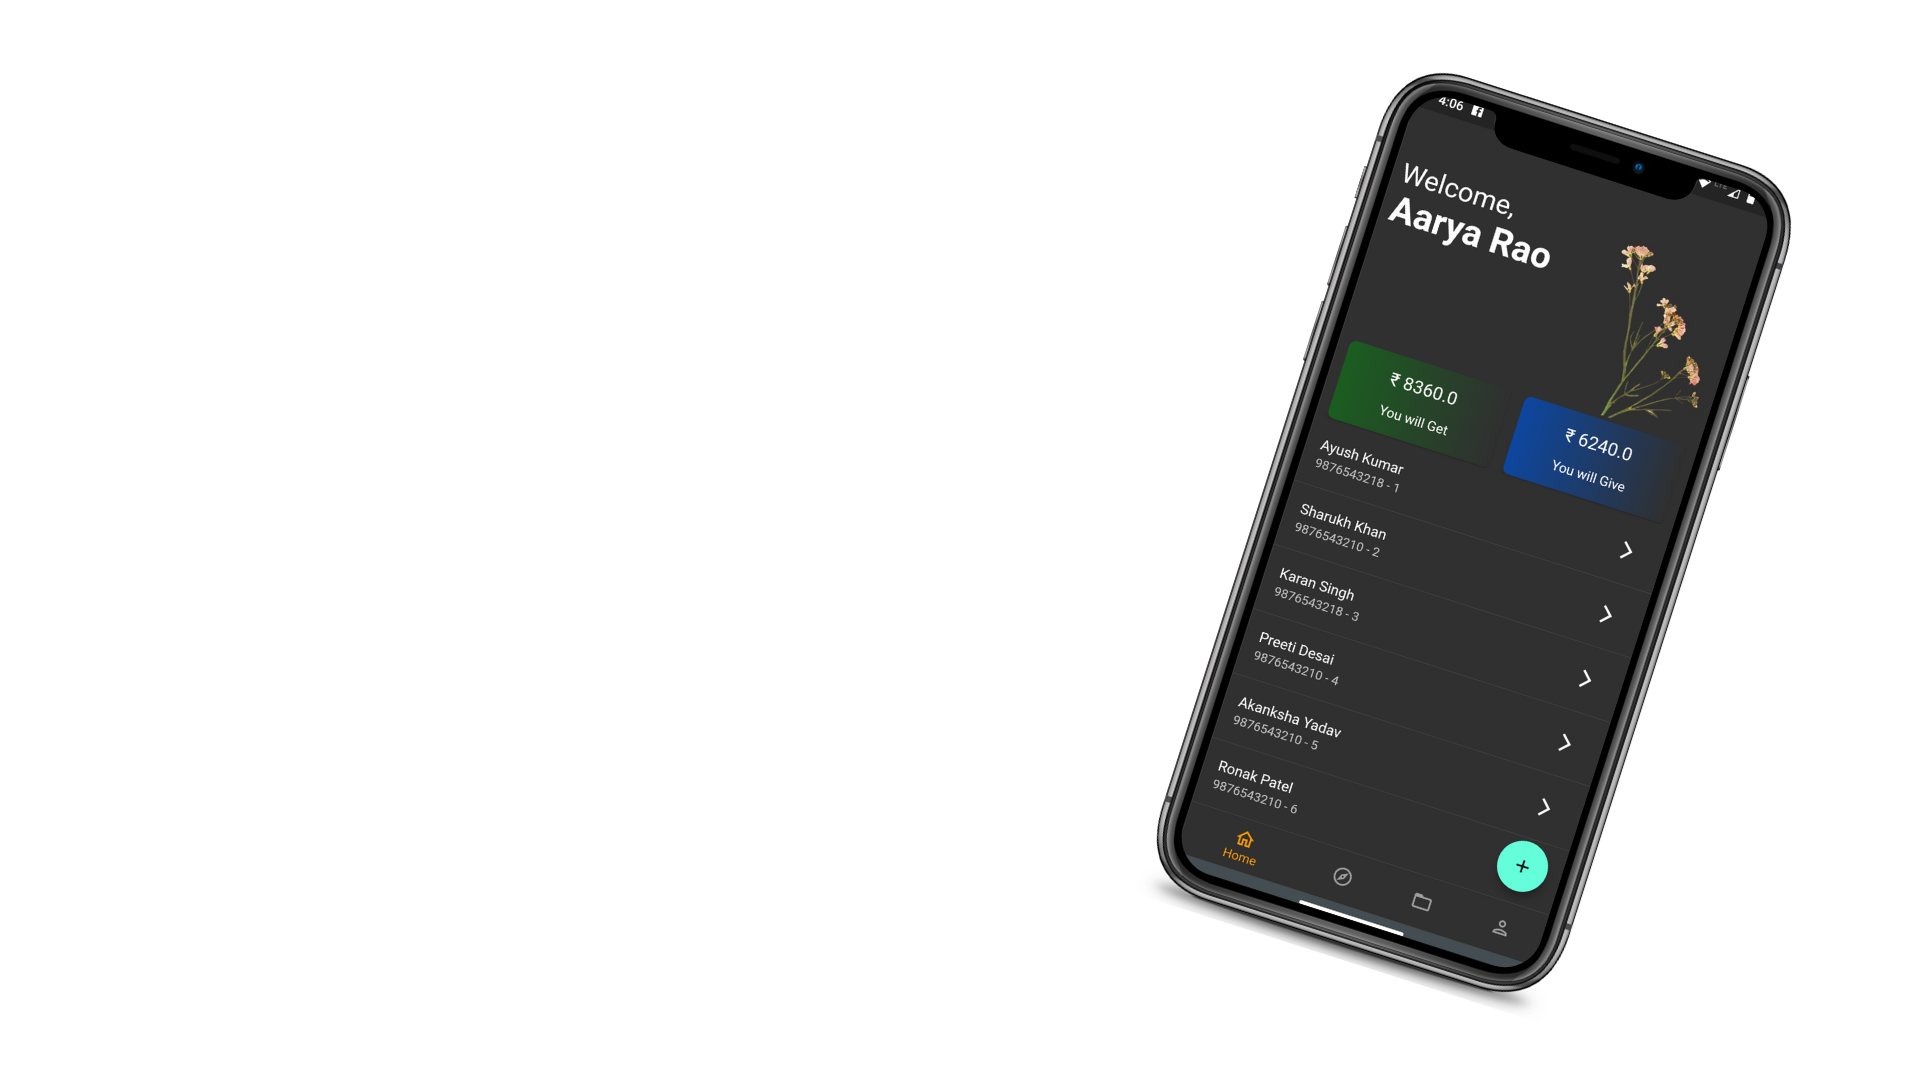 4:06
LTE
Welcome,
Aarya Rao
₹ 8360.0
You will Get
₹ 6240.0
You will Give
Ayush Kumar
9876543218 - 1
Sharukh Khan
9876543210 - 2
Karan Singh
9876543218 - 3
Preeti Desai
9876543210 - 4
Akanksha Yadav
9876543210 - 5
Ronak Patel
9876543210 - 6
+
Home